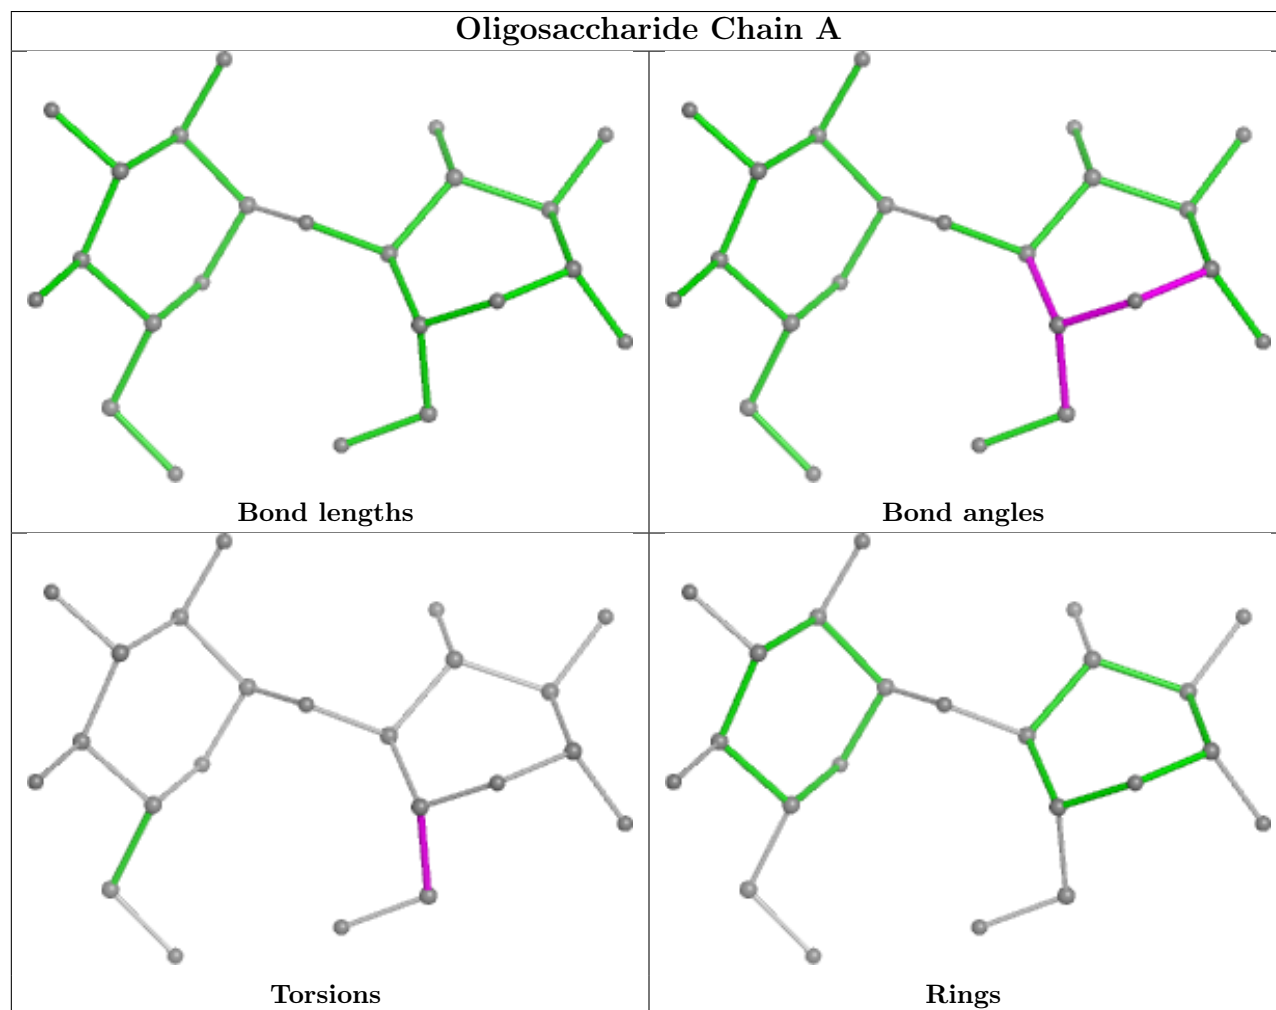 Oligosaccharide Chain A
Bond lengths
Bond angles
Torsions
Rings